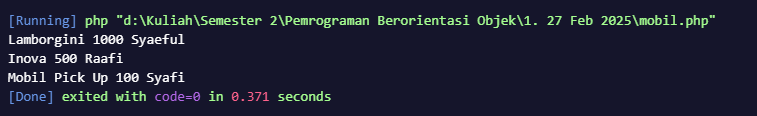 [Running] php "d:\Kuliah\Semester 2\Pemrograman Berorientasi Objek\1. 27 Feb 2025\mobil.php"
Lamborgini 1000 Syaeful
Inova 500 Raafi
Mobil Pick Up 100 Syafi
[Done] exited with code=0 in 0.371 seconds